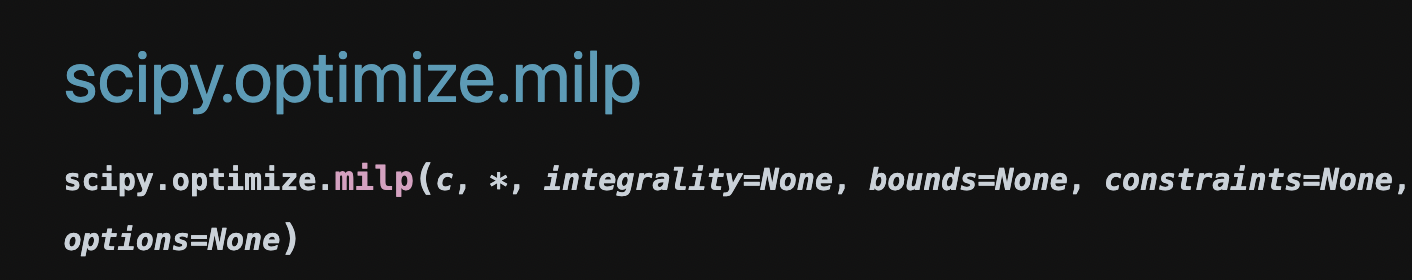 scipy.optimize.milp
scipy.optimize.milp(c, *, integrality=None, bounds=None, constraints=None,
options=None)